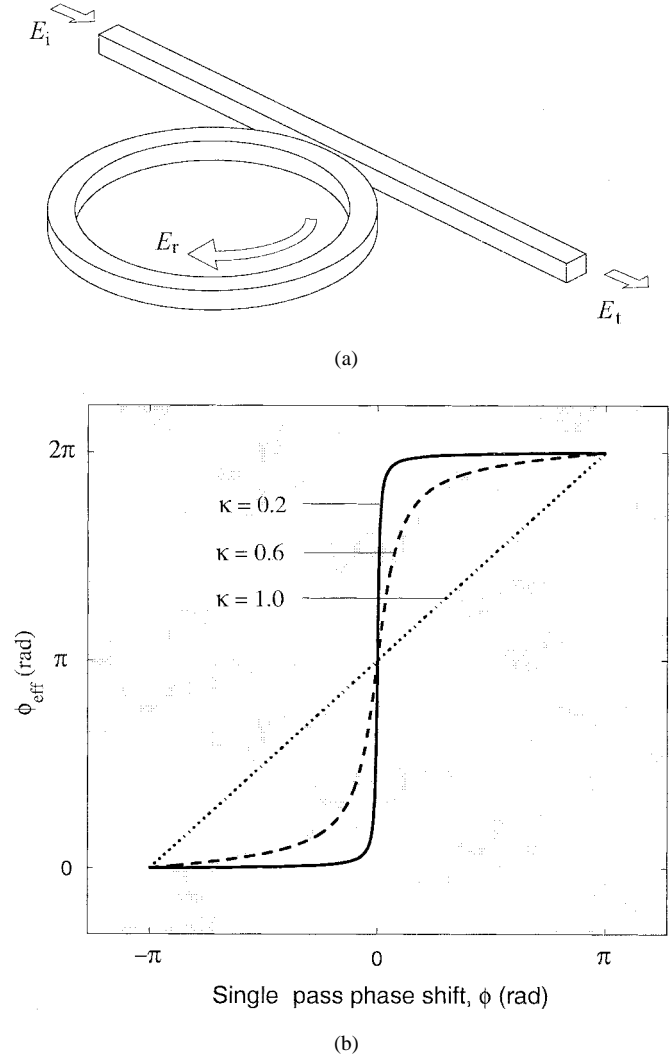 E_i
E_r
E_t
(a)
2π
κ = 0.2
κ = 0.6
κ = 1.0
π
ϕ_eff (rad)
0
−π
0
π
Single pass phase shift, ϕ (rad)
(b)